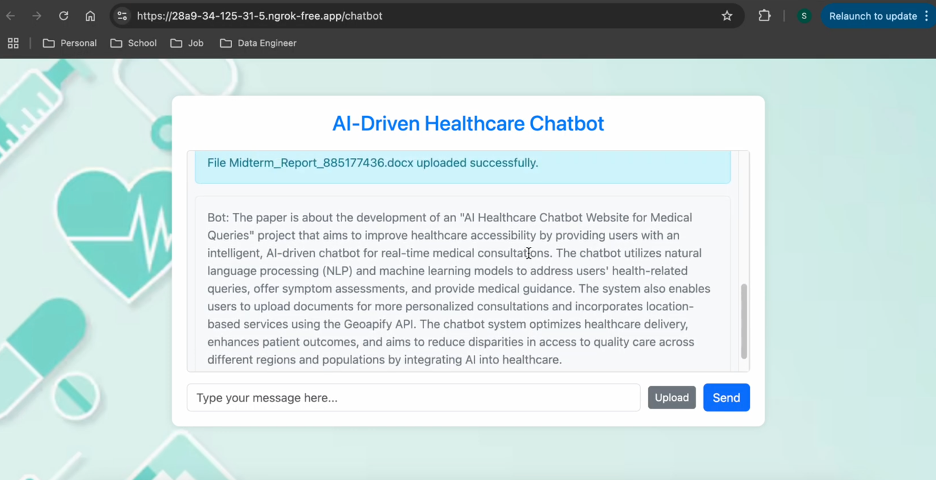 https://28a9-34-125-31-5.ngrok-free.app/chatbot
S
Relaunch to update
Personal
School
Job
Data Engineer
AI-Driven Healthcare Chatbot
File Midterm_Report_885177436.docx uploaded successfully.
Bot: The paper is about the development of an "AI Healthcare Chatbot Website for Medical
Queries" project that aims to improve healthcare accessibility by providing users with an
intelligent, AI-driven chatbot for real-time medical consultations. The chatbot utilizes natural
language processing (NLP) and machine learning models to address users' health-related
queries, offer symptom assessments, and provide medical guidance. The system also enables
users to upload documents for more personalized consultations and incorporates location-
based services using the Geoapify API. The chatbot system optimizes healthcare delivery,
enhances patient outcomes, and aims to reduce disparities in access to quality care across
different regions and populations by integrating AI into healthcare.
Type your message here...
Upload
Send